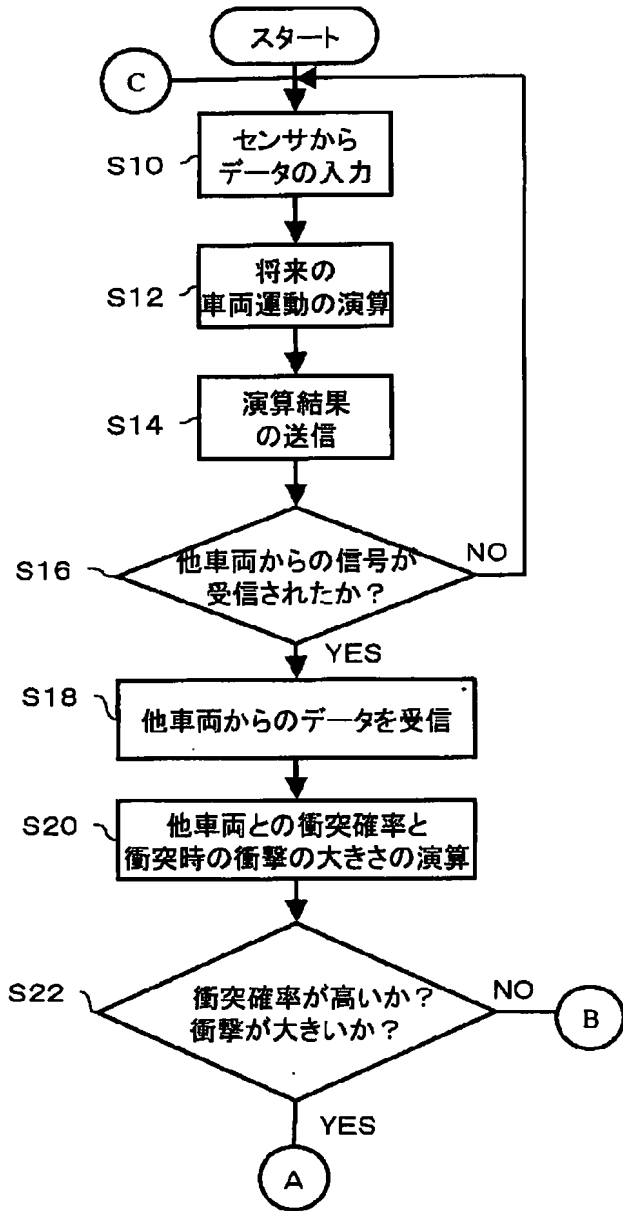 スタート
C
S10
センサから
データの入力
S12
将来の
車両運動の演算
S14
演算結果
の送信
S16
他車両からの信号が
受信されたか？
NO
YES
S18
他車両からのデータを受信
S20
他車両との衝突確率と
衝突時の衝撃の大きさの演算
S22
衝突確率が高いか？
衝撃が大きいか？
NO
B
YES
A